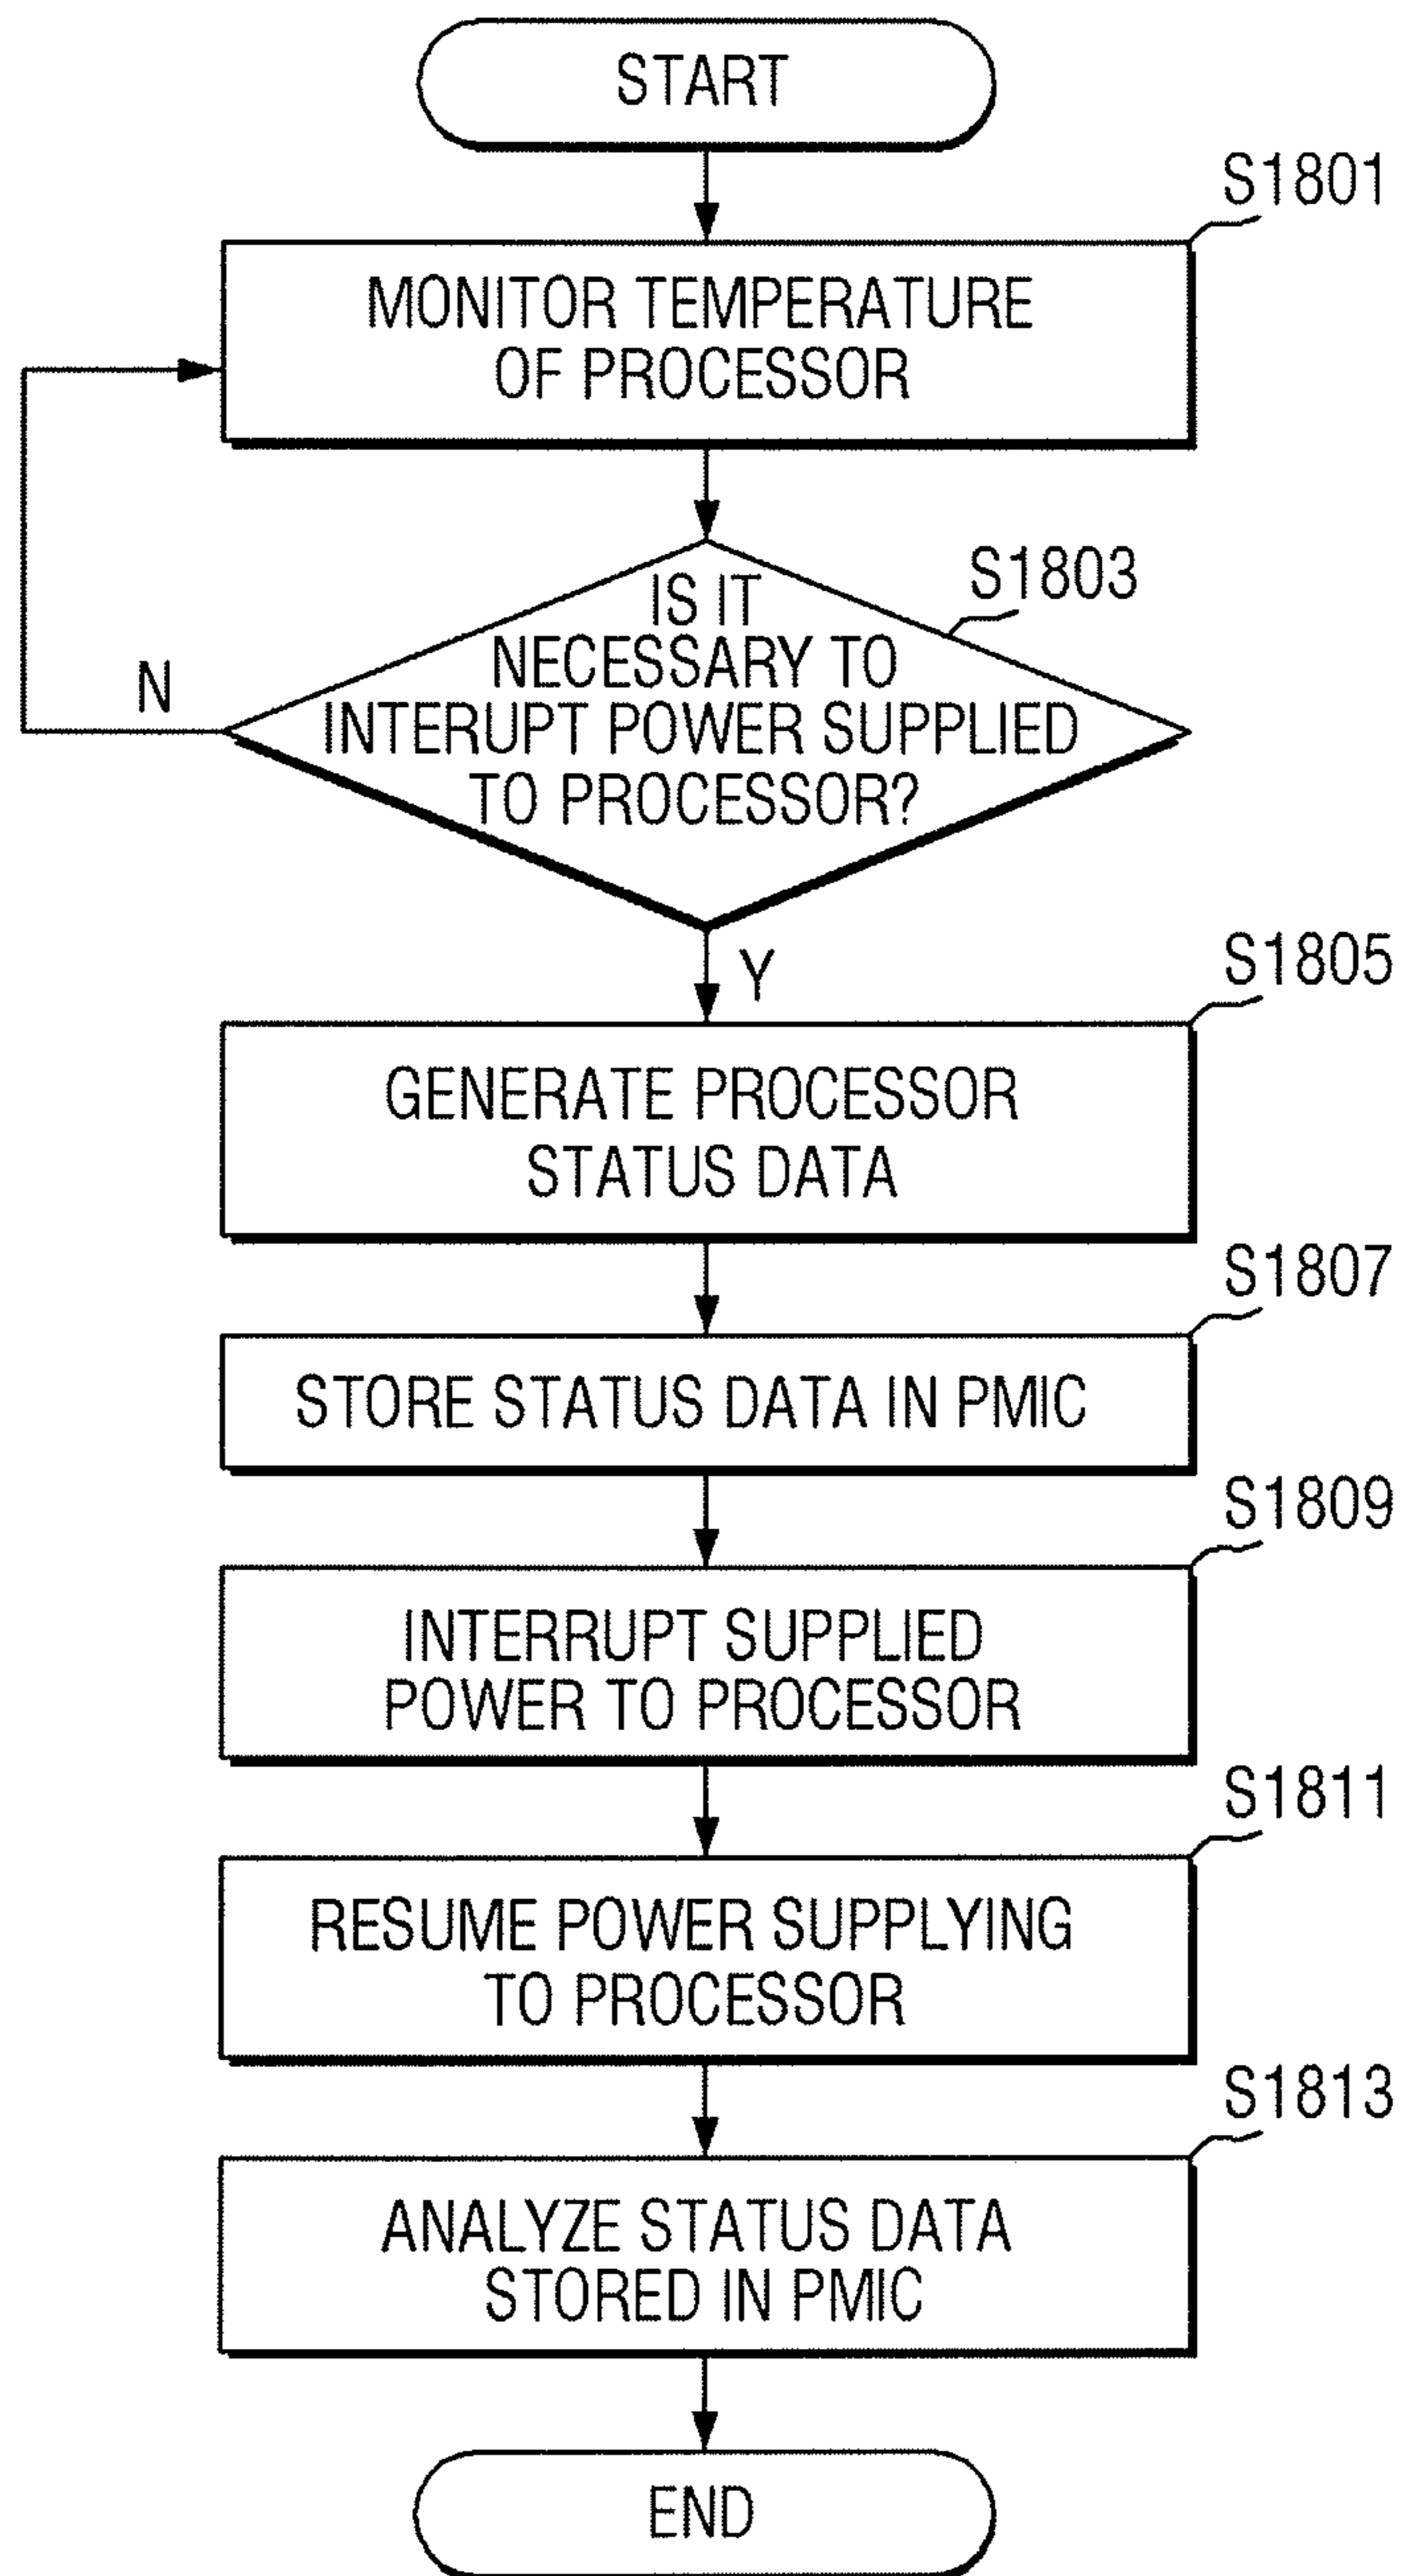 START
S1801
MONITOR TEMPERATURE
OF PROCESSOR
S1803
IS IT
NECESSARY TO
INTERUPT POWER SUPPLIED
TO PROCESSOR?
N
Y
S1805
GENERATE PROCESSOR
STATUS DATA
S1807
STORE STATUS DATA IN PMIC
S1809
INTERRUPT SUPPLIED
POWER TO PROCESSOR
S1811
RESUME POWER SUPPLYING
TO PROCESSOR
S1813
ANALYZE STATUS DATA
STORED IN PMIC
END